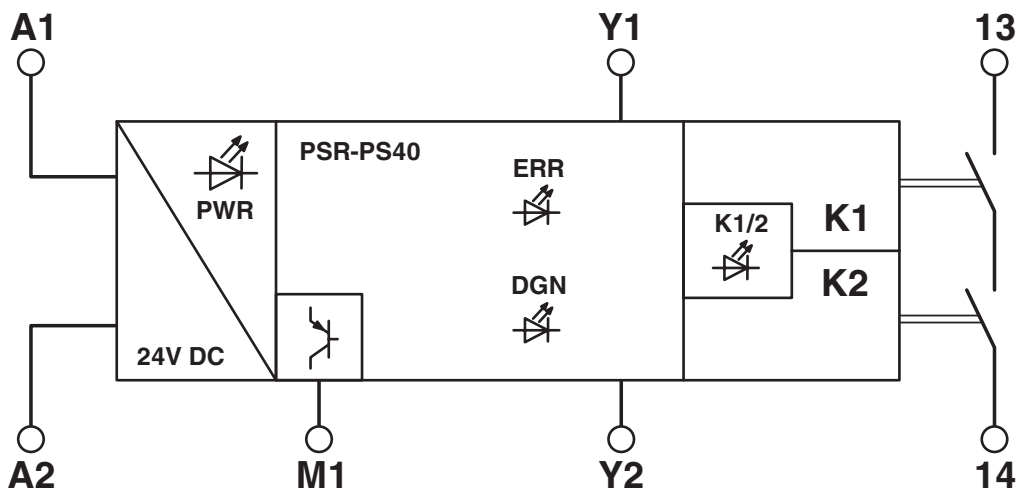 A1
Y1
13
PSR-PS40
PWR
ERR
K1/2
K1
K2
DGN
24V DC
A2
M1
Y2
14